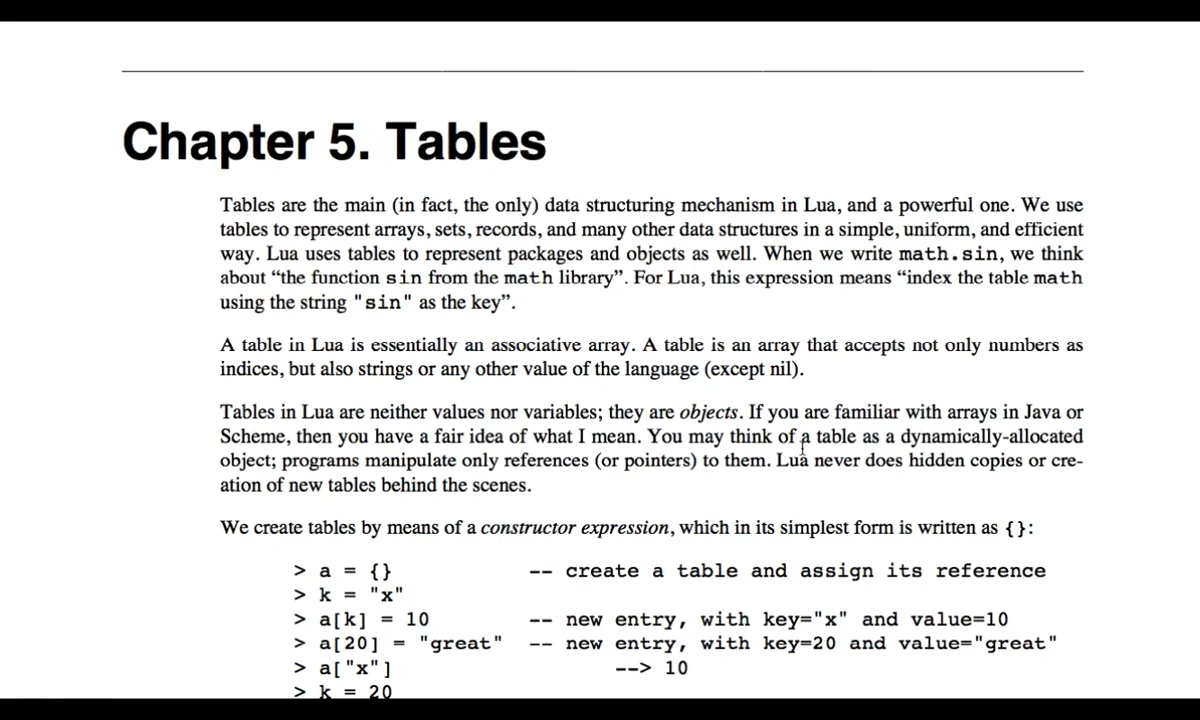 Chapter 5. Tables
Tables are the main (in fact, the only) data structuring mechanism in Lua, and a powerful one. We use
tables to represent arrays, sets, records, and many other data structures in a simple, uniform, and efficient
way. Lua uses tables to represent packages and objects as well. When we write math.sin, we think
about “the function sin from the math library”. For Lua, this expression means “index the table math
using the string "sin" as the key”.
A table in Lua is essentially an associative array. A table is an array that accepts not only numbers as
indices, but also strings or any other value of the language (except nil).
Tables in Lua are neither values nor variables; they are objects. If you are familiar with arrays in Java or
Scheme, then you have a fair idea of what I mean. You may think of a table as a dynamically-allocated
object; programs manipulate only references (or pointers) to them. Lua never does hidden copies or cre-
ation of new tables behind the scenes.
We create tables by means of a constructor expression, which in its simplest form is written as {}:
> a = {} -- create a table and assign its reference
> k = "x"
> a[k] = 10 -- new entry, with key="x" and value=10
> a[20] = "great" -- new entry, with key=20 and value="great"
> a["x"] --> 10
> k = 20